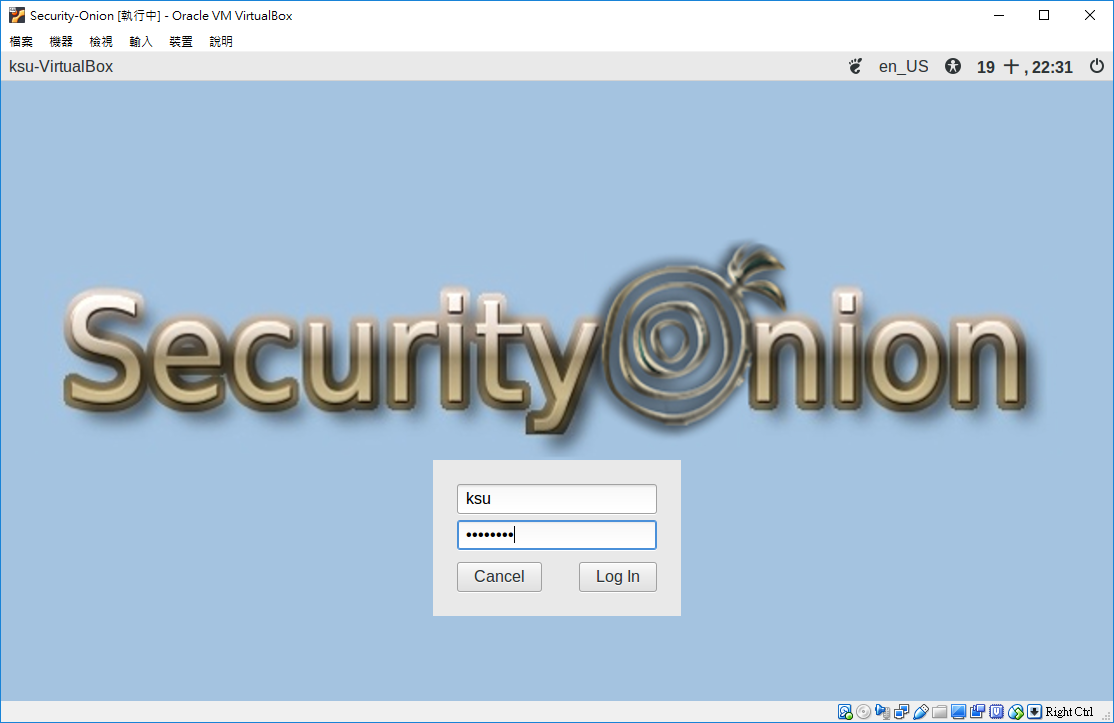 Security-Onion [執行中] - Oracle VM VirtualBox
檔案 機器 檢視 輸入 裝置 說明
ksu-VirtualBox en_US 19 十 , 22:31
SecurityOnion
ksu
••••••••
Cancel Log In
Right Ctrl